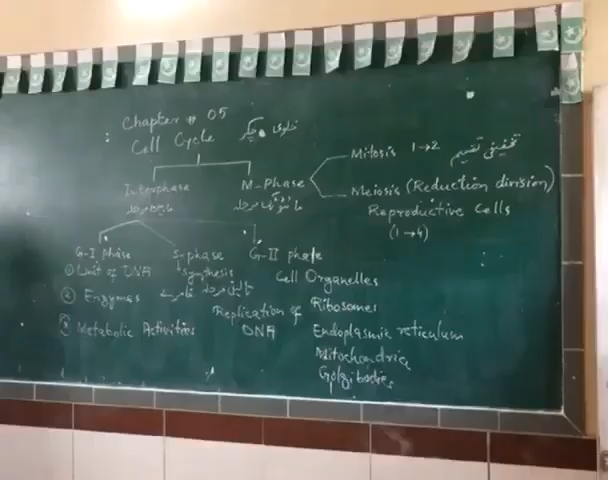 Chapter # 05
Cell Cycle خلوی چکر
Mitosis 1→2 تخفیفی تقسیم
Interphase
M-Phase
Meiosis (Reduction division)
Reproductive Cells
(1→4)
G-I phase
S-phase
G-II phase
① Unit of DNA
synthesis
Cell Organelles
② Enzymes
Ribosomes
Replication of
DNA
③ Metabolic Activities
Endoplasmic reticulum
Mitochondria
Golgibodies